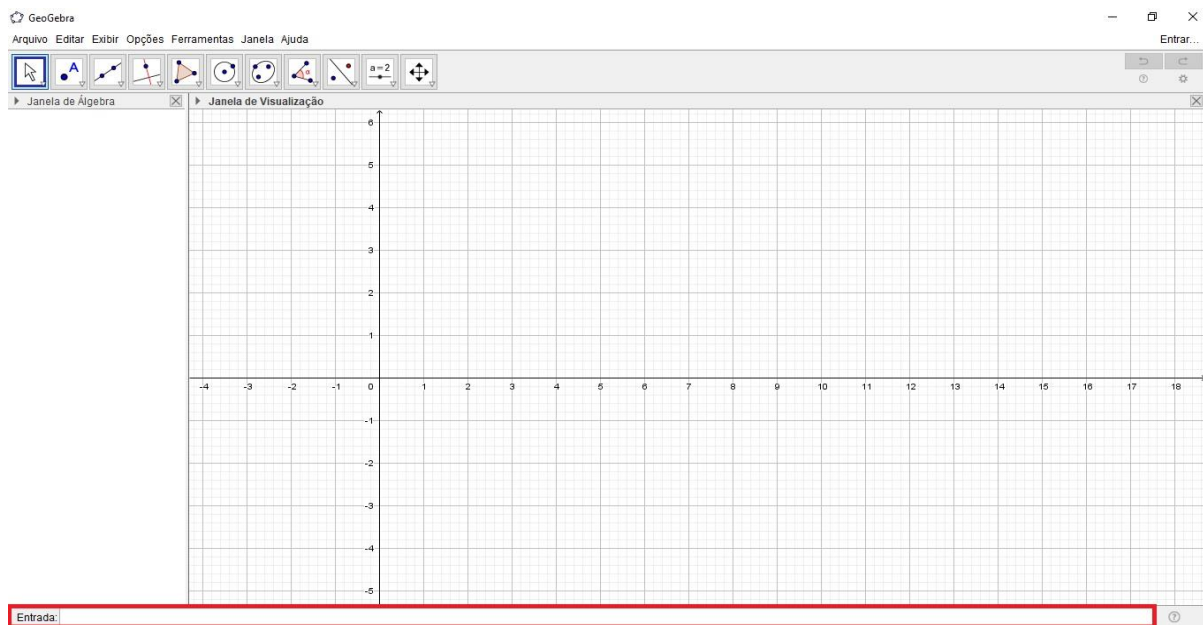 GeoGebra
Arquivo Editar Exibir Opções Ferramentas Janela Ajuda
Entrar...
A
a=2
Janela de Álgebra
Janela de Visualização
6
5
4
3
2
1
-4 -3 -2 -1 0 1 2 3 4 5 6 7 8 9 10 11 12 13 14 15 16 17 18
-1
-2
-3
-4
-5
Entrada: